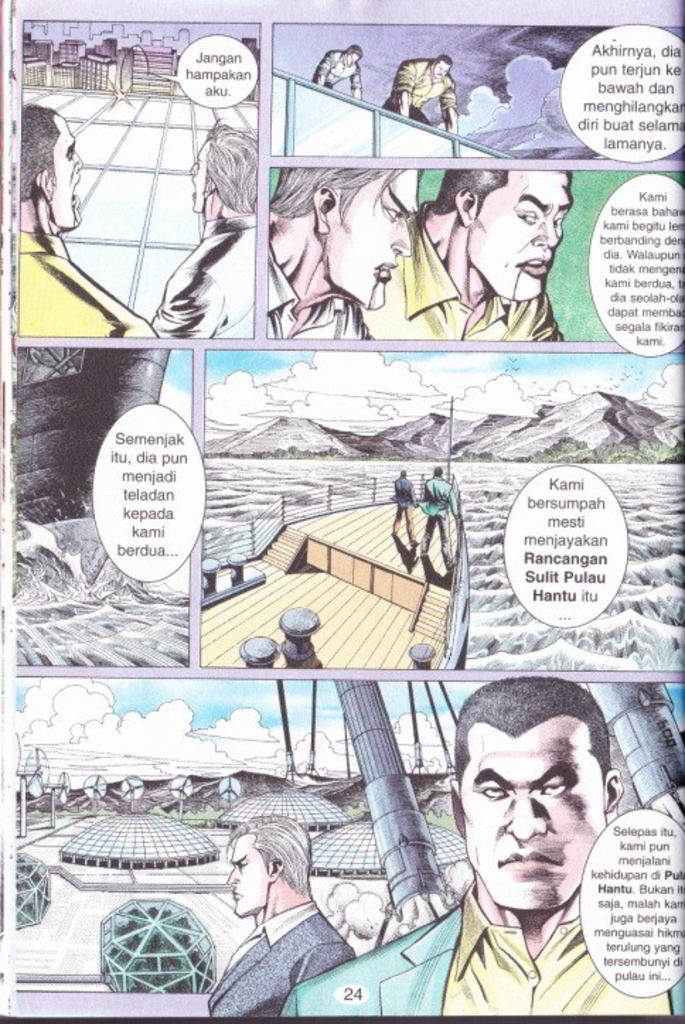 Jangan
hampakan
aku.
Akhirnya, dia
pun terjun ke
bawah dan
menghilangkan
diri buat selama
lamanya.
Kami
berasa
kami begitu
berbanding
dia. Walaupun
tidak
kami berdua,
dia seolah-olah
dapat
segala fikiran
kami.
Semenjak
itu, dia pun
menjadi
teladan
kepada
kami
berdua...
Kami
bersumpah
mesti
menjayakan
Rancangan
Sulit Pulau
Hantu itu
...
Selepas itu,
kami pun
menjalani
kehidupan di
Hantu. Bukan
saja, malah
juga berjaya
menguasai
terulung yang
tersembunyi di
pulau ini...
24